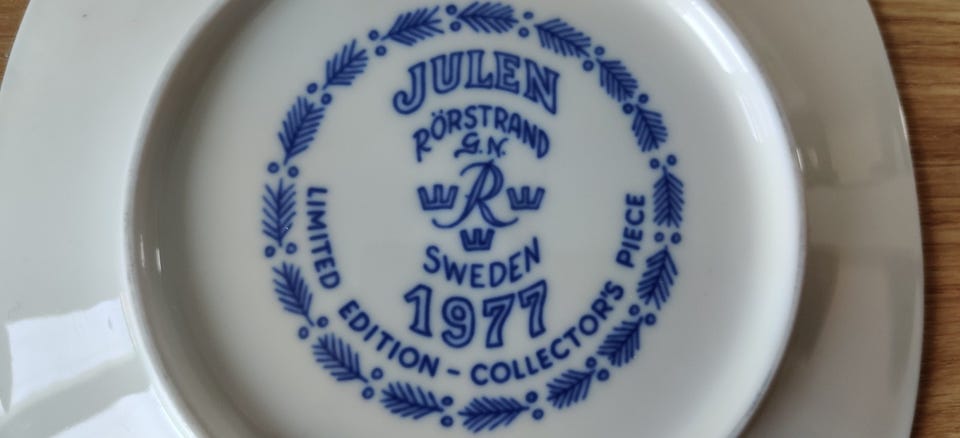 JULEN
RÖRSTRAND
G.N.
R
SWEDEN
1977
LIMITED EDITION - COLLECTOR'S PIECE